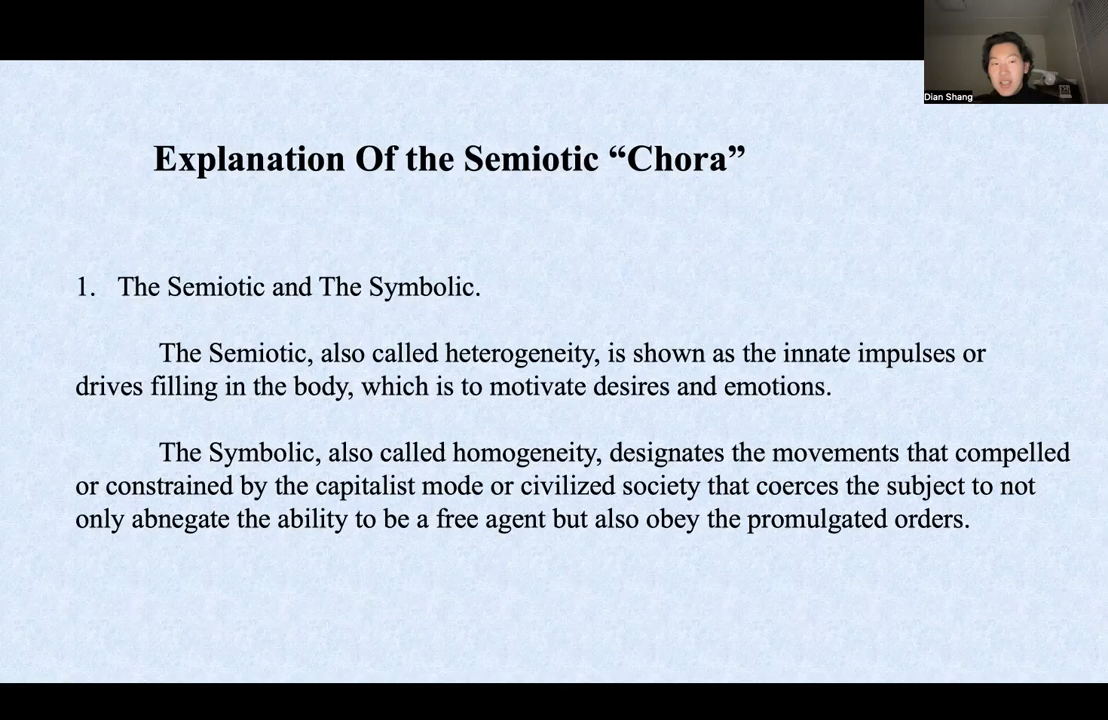 Dian Shang
Explanation Of the Semiotic “Chora”
1. The Semiotic and The Symbolic.
The Semiotic, also called heterogeneity, is shown as the innate impulses or
drives filling in the body, which is to motivate desires and emotions.
The Symbolic, also called homogeneity, designates the movements that compelled
or constrained by the capitalist mode or civilized society that coerces the subject to not
only abnegate the ability to be a free agent but also obey the promulgated orders.